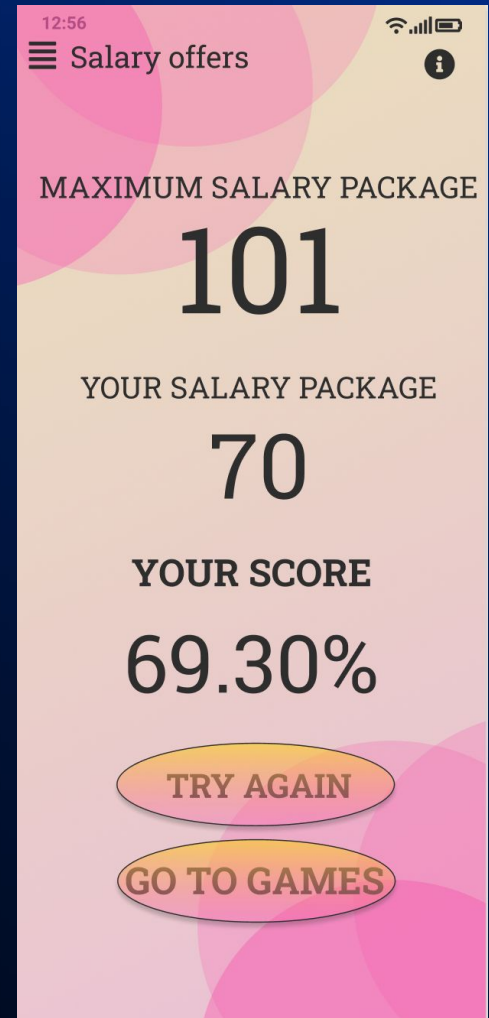 12:56
Salary offers
MAXIMUM SALARY PACKAGE
101
YOUR SALARY PACKAGE
70
YOUR SCORE
69.30%
TRY AGAIN
GO TO GAMES